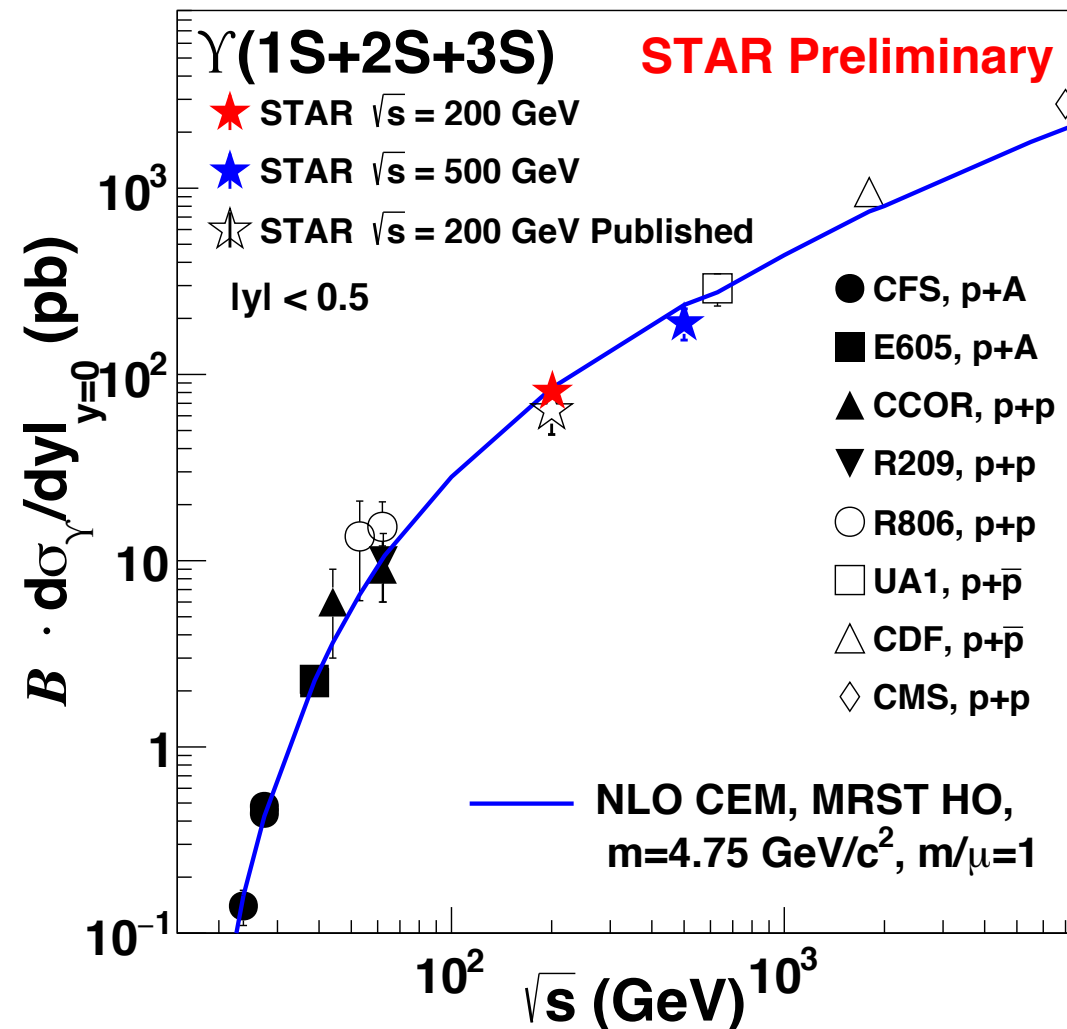 ϒ(1S+2S+3S)
STAR Preliminary
STAR √s = 200 GeV
STAR √s = 500 GeV
STAR √s = 200 GeV Published
|y| < 0.5
CFS, p+A
E605, p+A
CCOR, p+p
R209, p+p
R806, p+p
UA1, p+p̅
CDF, p+p̅
CMS, p+p
NLO CEM, MRST HO,
m=4.75 GeV/c², m/μ=1
B · dσ_ϒ/dy|_{y=0} (pb)
10³
10²
10
1
10⁻¹
10²
10³
√s (GeV)